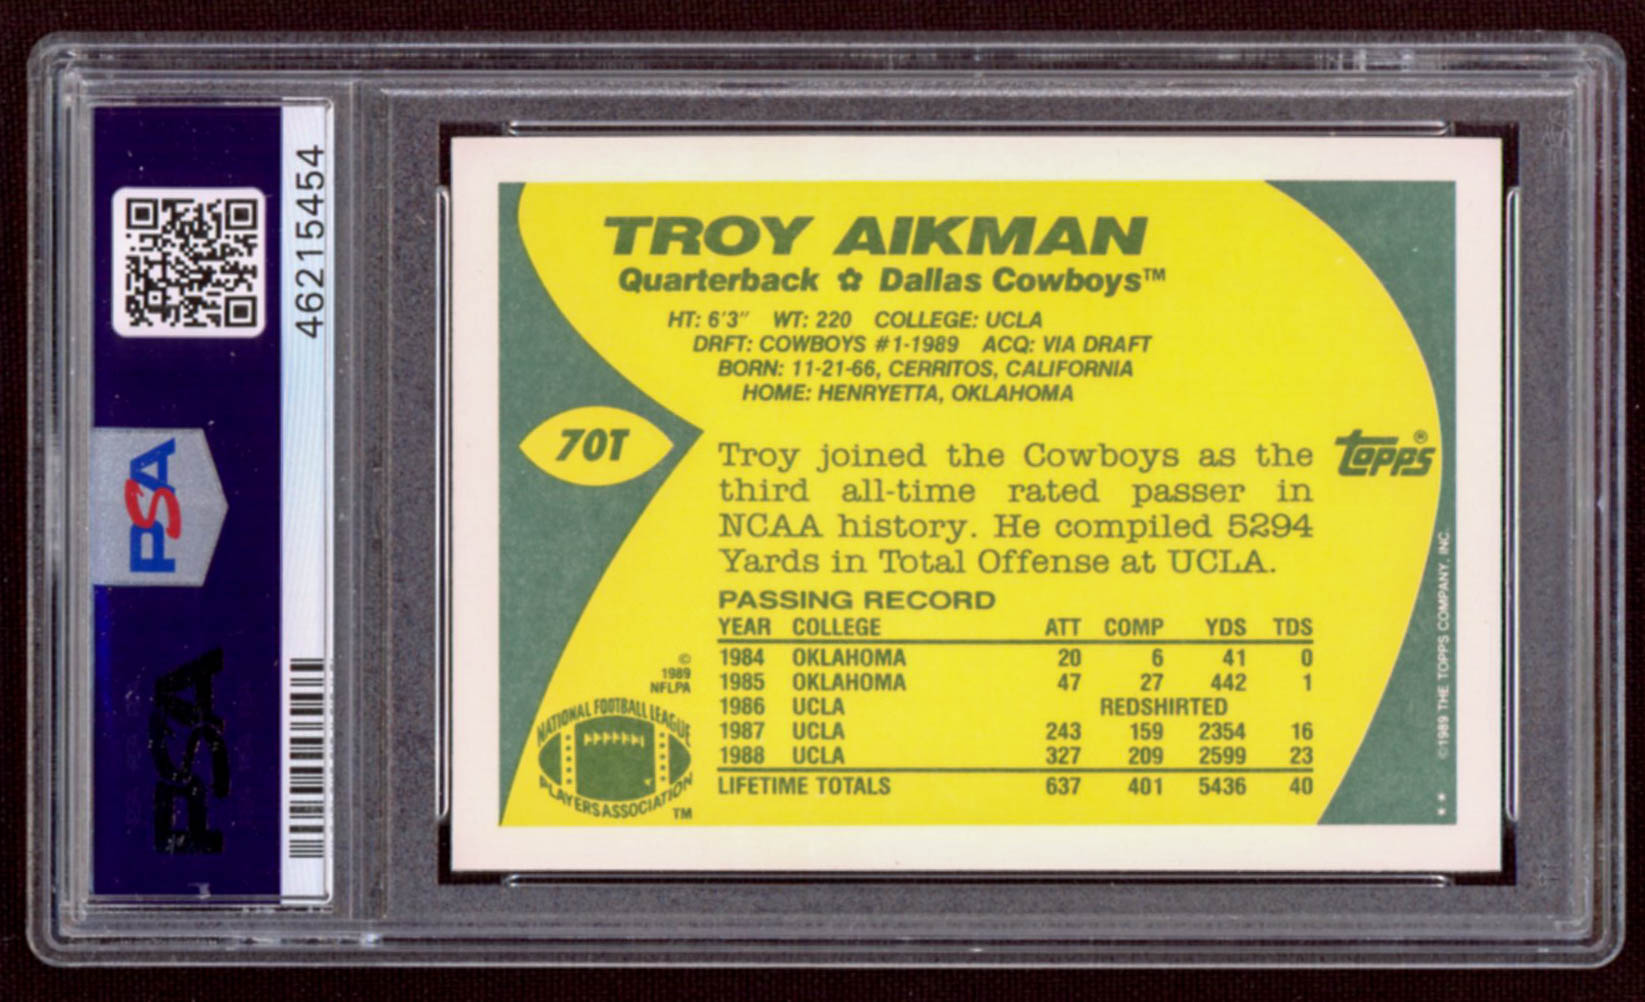 46215454
PSA
PSA
TROY AIKMAN
Quarterback ✿ Dallas Cowboys™
HT: 6'3" WT: 220 COLLEGE: UCLA
DRFT: COWBOYS #1-1989 ACQ: VIA DRAFT
BORN: 11-21-66, CERRITOS, CALIFORNIA
HOME: HENRYETTA, OKLAHOMA
70T
Troy joined the Cowboys as the
third all-time rated passer in
NCAA history. He compiled 5294
Yards in Total Offense at UCLA.
topps®
PASSING RECORD
YEAR COLLEGE ATT COMP YDS TDS
1984 OKLAHOMA 20 6 41 0
1985 OKLAHOMA 47 27 442 1
1986 UCLA REDSHIRTED
1987 UCLA 243 159 2354 16
1988 UCLA 327 209 2599 23
LIFETIME TOTALS 637 401 5436 40
©
1989
NFLPA
NATIONAL FOOTBALL LEAGUE
PLAYERS ASSOCIATION
TM
** ©1989 THE TOPPS COMPANY, INC.